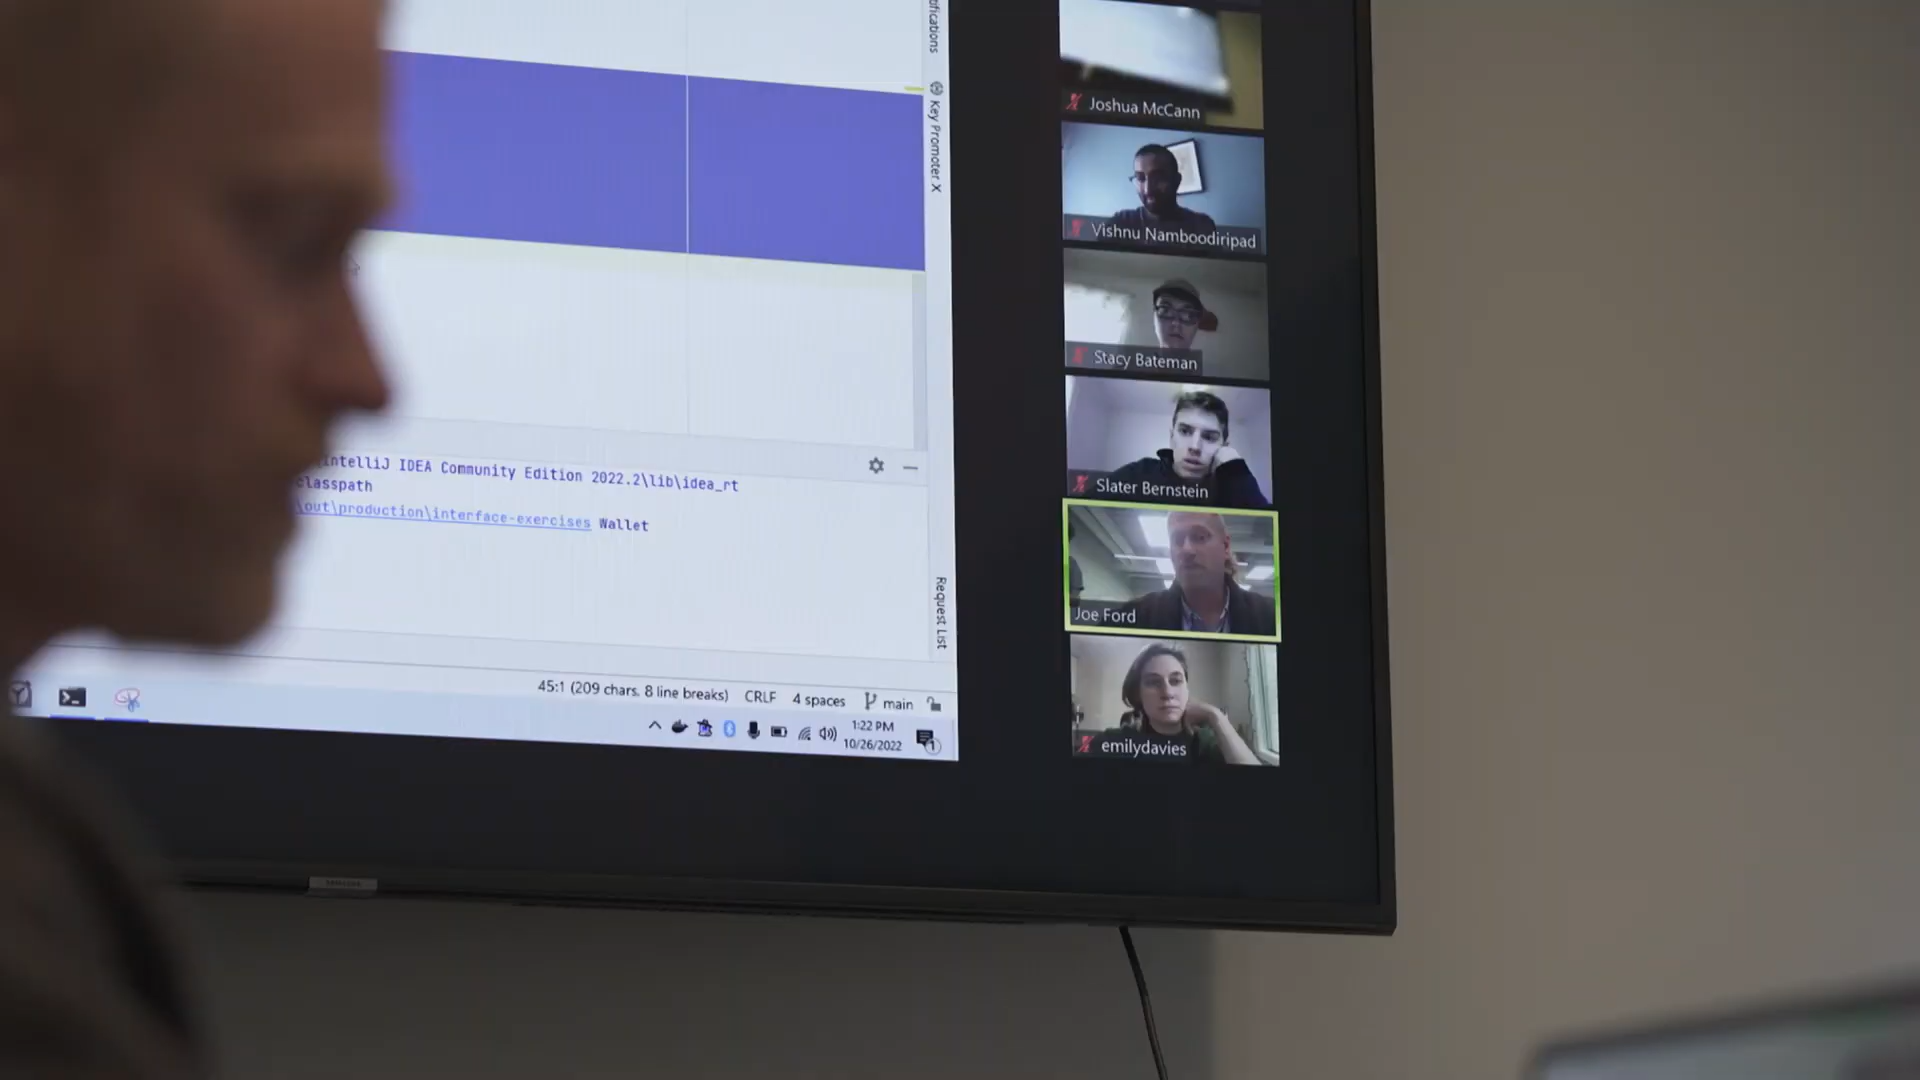 Key Promoter X
IntelliJ IDEA Community Edition 2022.2\lib\idea_rt
classpath
\out\production\interface-exercises Wallet
Request List
45:1 (209 chars, 8 line breaks) CRLF 4 spaces main
1:22 PM
10/26/2022
1
Joshua McCann
Vishnu Namboodiripad
Stacy Bateman
Slater Bernstein
Joe Ford
emilydavies
SAMSUNG